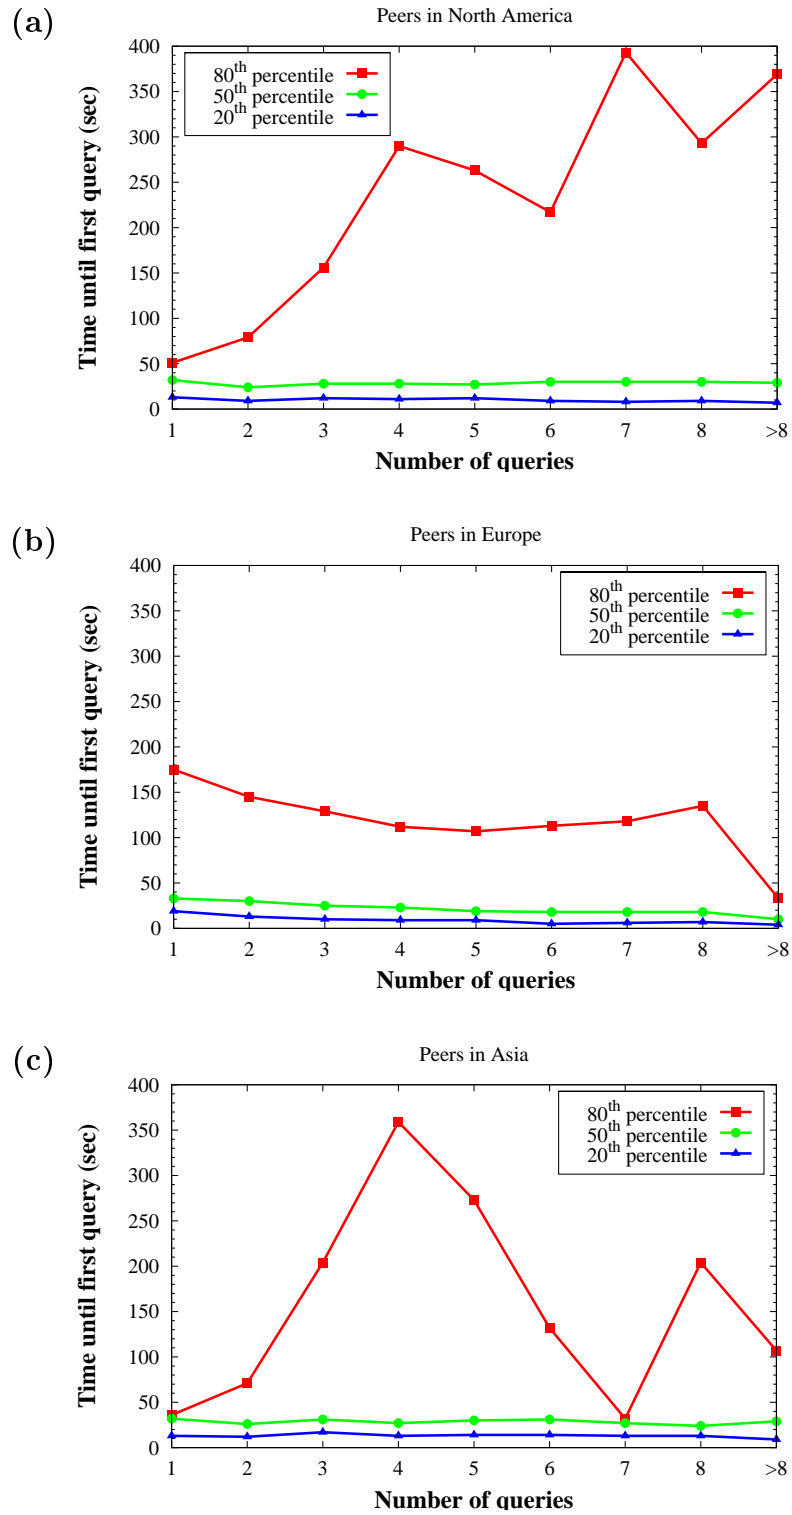 (a)
Peers in North America
80th percentile
50th percentile
20th percentile
Time until first query (sec)
400
350
300
250
200
150
100
50
0
1 2 3 4 5 6 7 8 >8
Number of queries
(b)
Peers in Europe
80th percentile
50th percentile
20th percentile
Time until first query (sec)
400
350
300
250
200
150
100
50
0
1 2 3 4 5 6 7 8 >8
Number of queries
(c)
Peers in Asia
80th percentile
50th percentile
20th percentile
Time until first query (sec)
400
350
300
250
200
150
100
50
0
1 2 3 4 5 6 7 8 >8
Number of queries